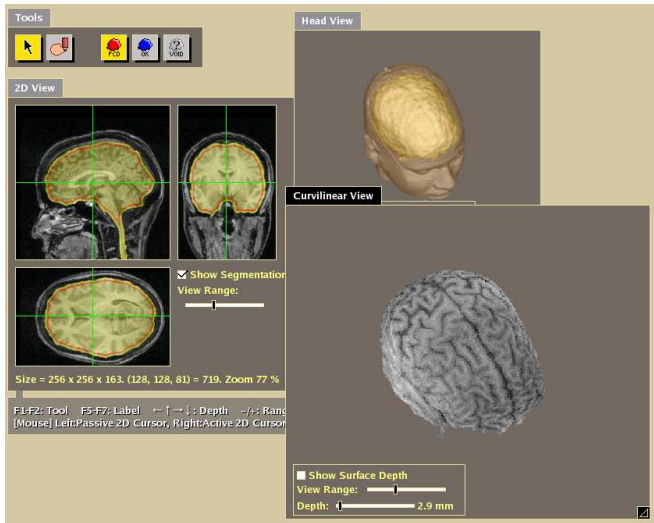 Tools
FCD
OK
VOID
Head View
2D View
Curvilinear View
Show Segmentation
View Range:
Size = 256 x 256 x 163. (128, 128, 81) = 719. Zoom 77 %
F1-F2: Tool F5-F7: Label ←↑→↓: Depth -/+: Rang
[Mouse] Left:Passive 2D Cursor, Right:Active 2D Cursor
Show Surface Depth
View Range:
Depth: 2.9 mm